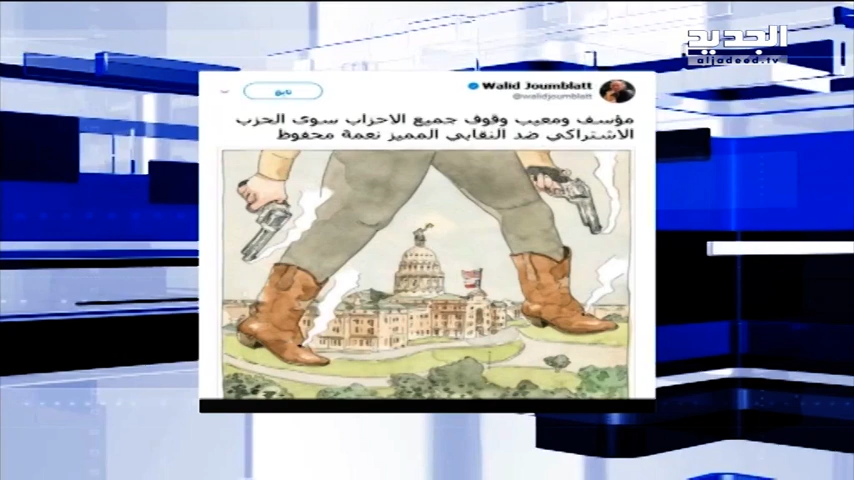 الجديد
aljadeed.tv
Walid Joumblatt
@walidjoumblatt
تابع
مؤسف ومعيب وقوف جميع الاحزاب سوى الحزب
الاشتراكي ضد النقابي المميز نعمة محفوظ